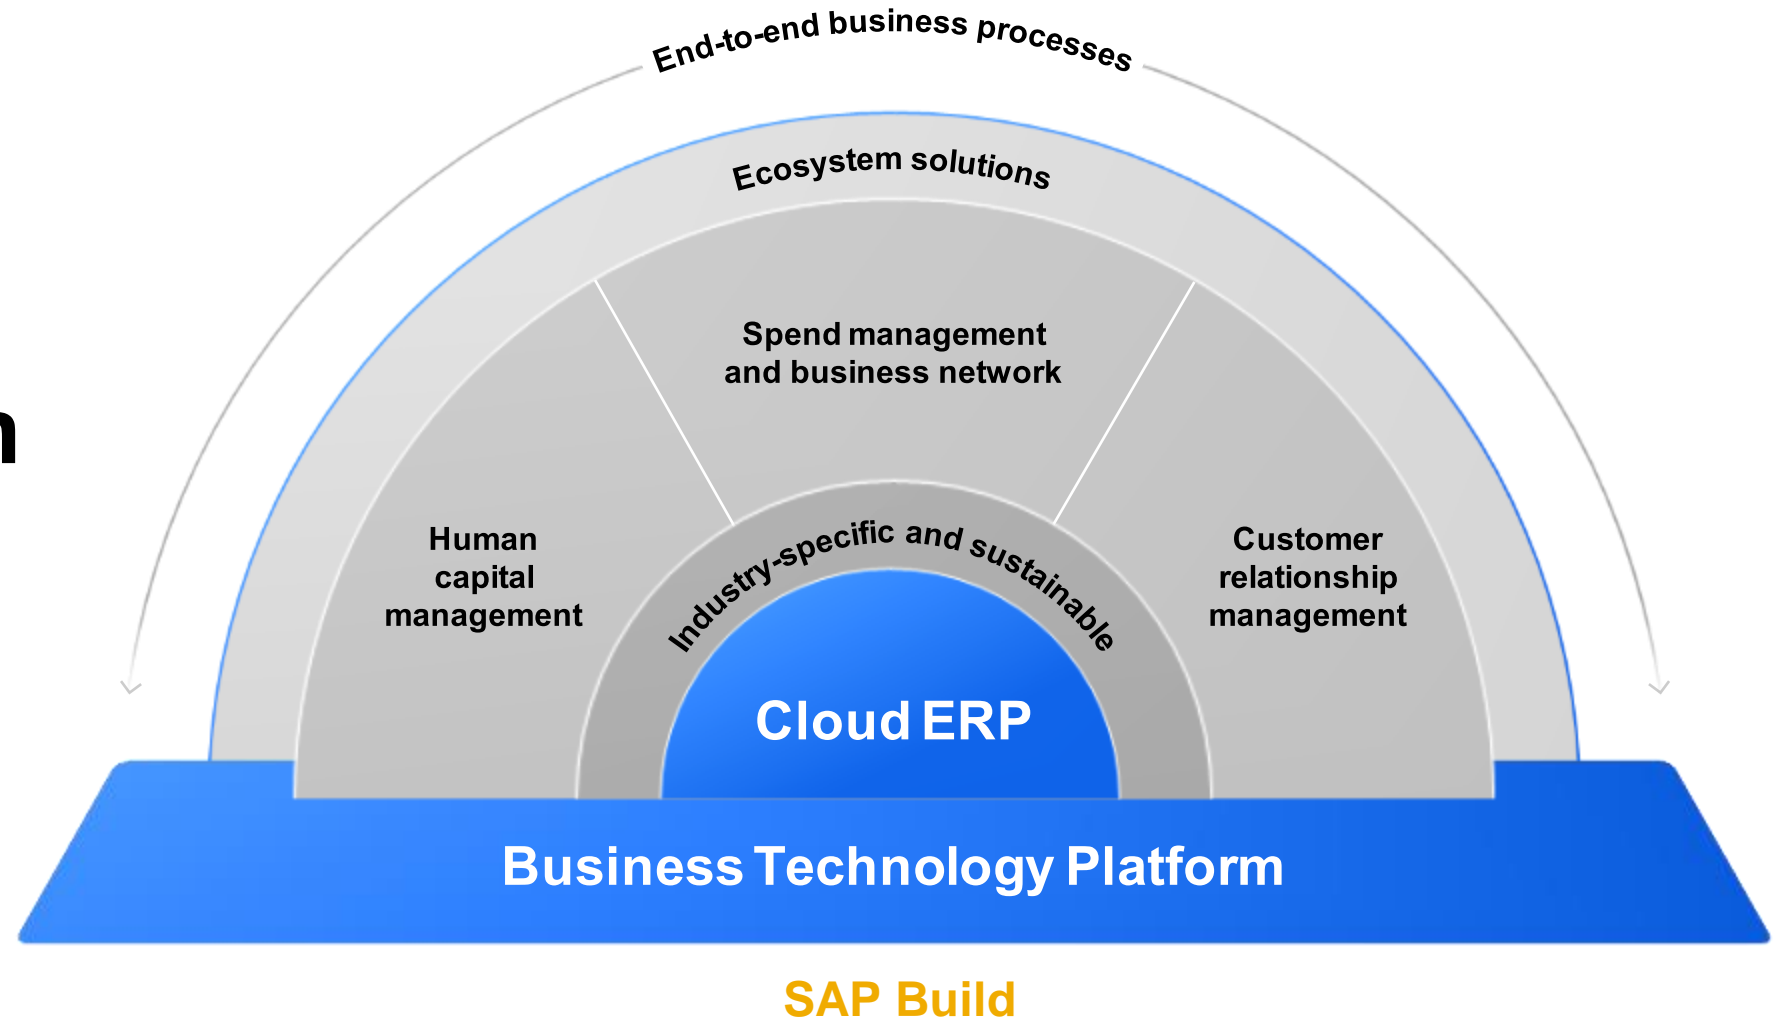 End-to-end business processes
Ecosystem solutions
Spend management
and business network
n
Human
capital
management
Industry-specific and sustainable
Customer
relationship
management
Cloud ERP
Business Technology Platform
SAP Build